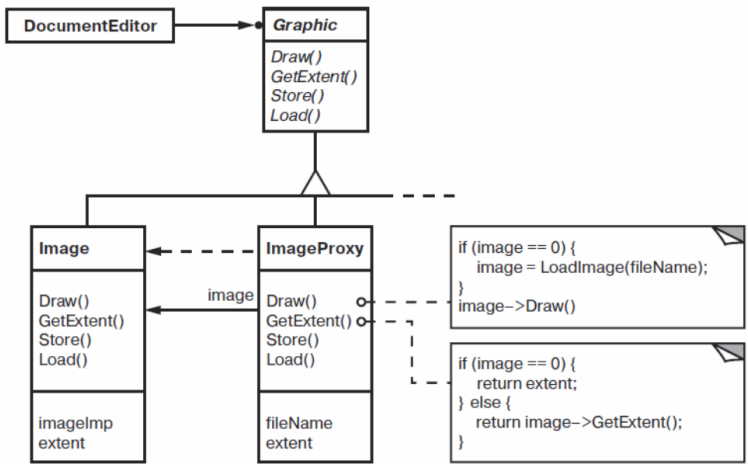 DocumentEditor
Graphic
Draw()
GetExtent()
Store()
Load()
Image
Draw()
GetExtent()
Store()
Load()
imageImp
extent
image
ImageProxy
Draw()
GetExtent()
Store()
Load()
fileName
extent
if (image == 0) {
image = LoadImage(fileName);
}
image->Draw()
if (image == 0) {
return extent;
} else {
return image->GetExtent();
}